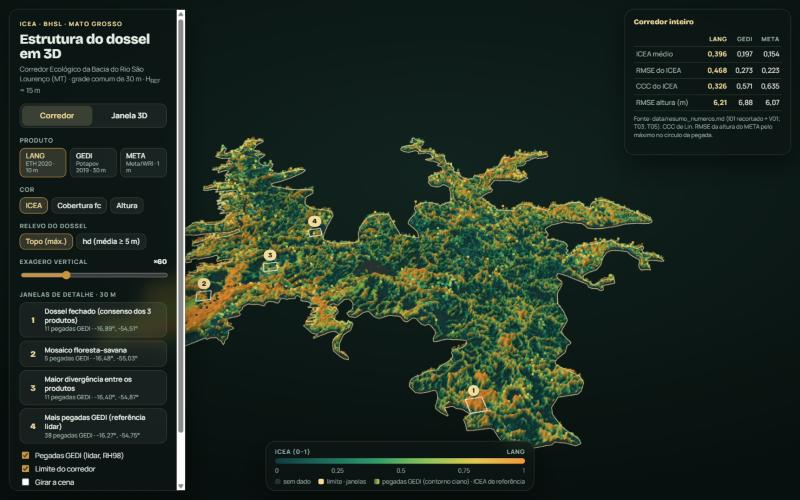 ICEA · BHSL · MATO GROSSO
Estrutura do dossel
em 3D
Corredor Ecológico da Bacia do Rio São
Lourenço (MT) · grade comum de 30 m · HREF
= 15 m
Corredor
Janela 3D
PRODUTO
LANG
ETH 2020 ·
10 m
GEDI
Potapov
2019 · 30 m
META
Meta/WRI · 1
m
COR
ICEA
Cobertura fc
Altura
RELEVO DO DOSSEL
Topo (máx.)
hd (média ≥ 5 m)
EXAGERO VERTICAL
×60
JANELAS DE DETALHE · 30 M
1
Dossel fechado (consenso dos 3
produtos)
11 pegadas GEDI · -16,89°, -54,51°
2
Mosaico floresta-savana
5 pegadas GEDI · -16,48°, -55,03°
3
Maior divergência entre os
produtos
11 pegadas GEDI · -16,40°, -54,87°
4
Mais pegadas GEDI (referência
lidar)
38 pegadas GEDI · -16,27°, -54,75°
Pegadas GEDI (lidar, RH98)
Limite do corredor
Girar a cena
4
3
2
1
Corredor inteiro
LANG GEDI META
ICEA médio 0,396 0,197 0,154
RMSE do ICEA 0,468 0,273 0,223
CCC do ICEA 0,326 0,571 0,635
RMSE altura (m) 6,21 6,88 6,07
Fonte: data/resumo_numeros.md (I01 recortado + V01;
T03; T05). CCC de Lin. RMSE da altura do META pelo
máximo no círculo da pegada.
ICEA (0–1)
LANG
0 0.25 0.5 0.75 1
sem dado
limite · janelas
pegadas GEDI (contorno ciano) · ICEA de referência